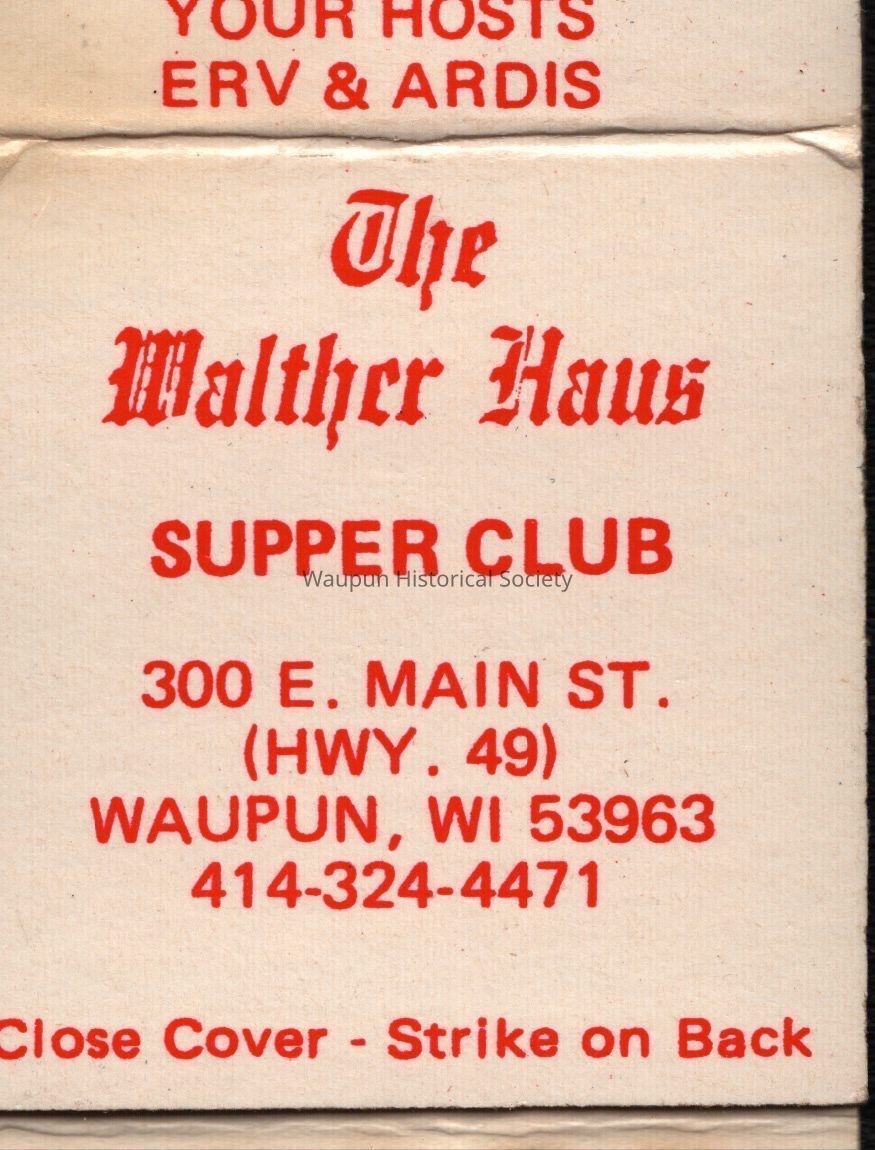 YOUR HOSTS
ERV & ARDIS
The
Walther Haus
SUPPER CLUB
Waupun Historical Society
300 E. MAIN ST.
(HWY. 49)
WAUPUN, WI 53963
414-324-4471
Close Cover - Strike on Back